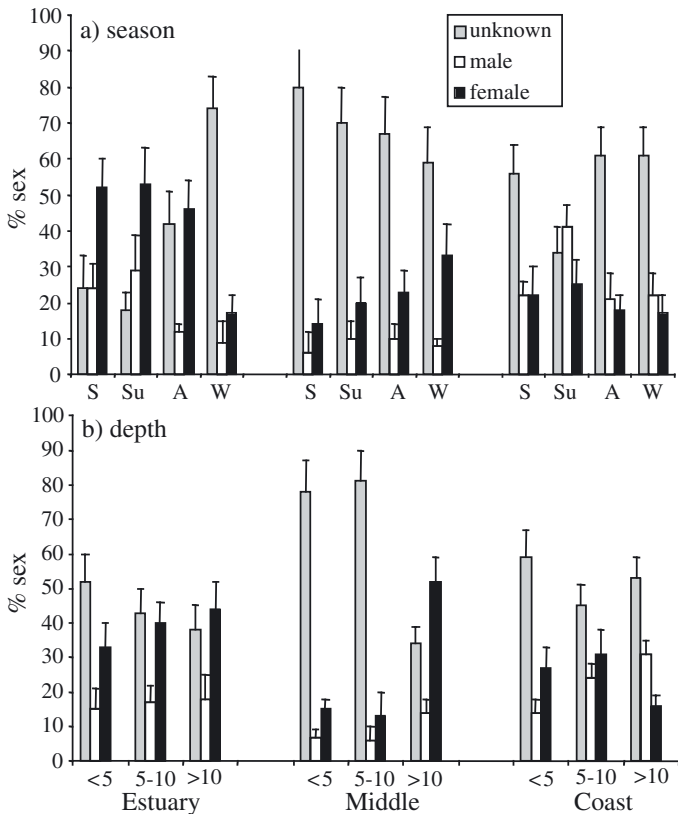 100
a) season
90
80
70
60
50
40
30
20
10
0
% sex
unknown
male
female
S Su A W S Su A W S Su A W
100
b) depth
90
80
70
60
50
40
30
20
10
0
% sex
<5 5-10 >10 <5 5-10 >10 <5 5-10 >10
Estuary Middle Coast